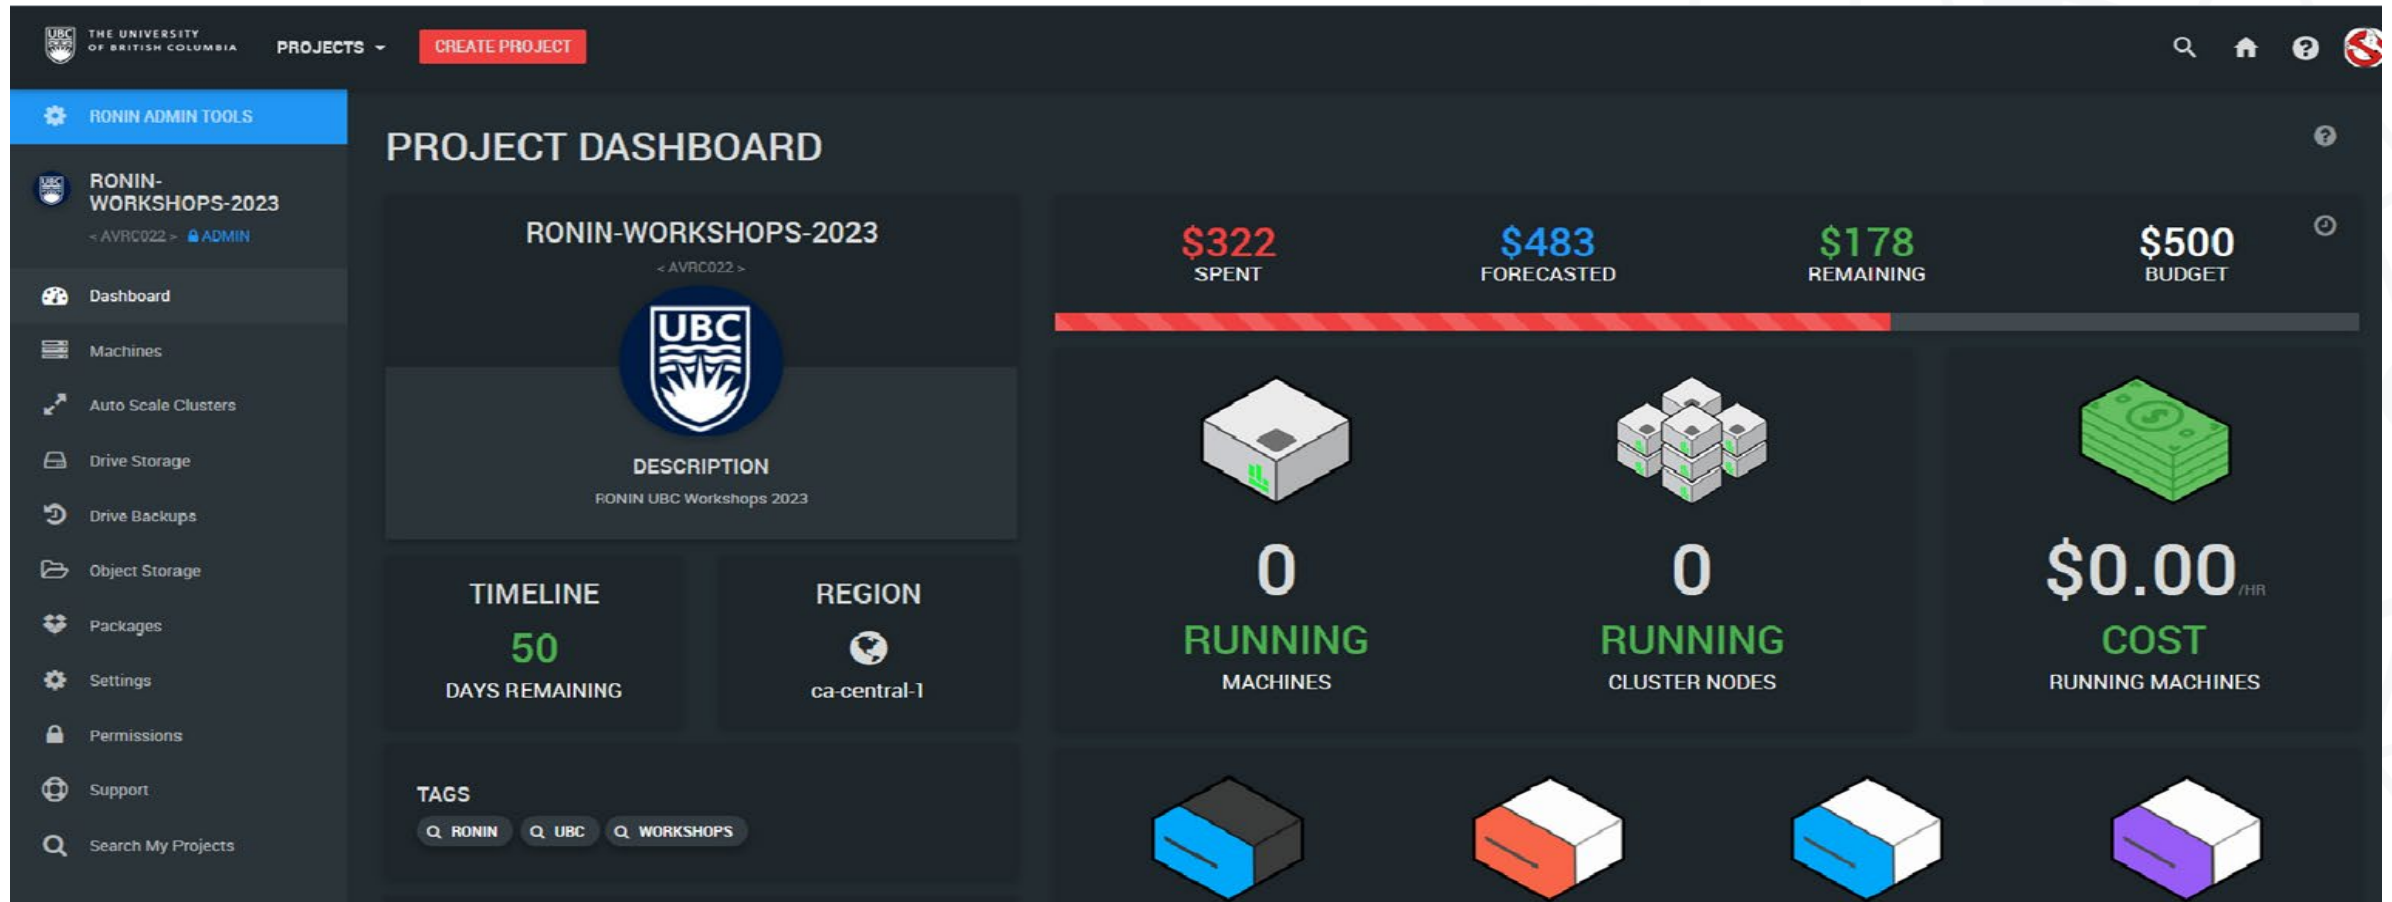 UBC
THE UNIVERSITY
OF BRITISH COLUMBIA
PROJECTS
CREATE PROJECT
RONIN ADMIN TOOLS
UBC
RONIN-
WORKSHOPS-2023
< AVRC022 > ADMIN
Dashboard
Machines
Auto Scale Clusters
Drive Storage
Drive Backups
Object Storage
Packages
Settings
Permissions
Support
Search My Projects
PROJECT DASHBOARD
RONIN-WORKSHOPS-2023
< AVRC022 >
UBC
DESCRIPTION
RONIN UBC Workshops 2023
TIMELINE
50
DAYS REMAINING
REGION
ca-central-1
TAGS
RONIN UBC WORKSHOPS
$322
SPENT
$483
FORECASTED
$178
REMAINING
$500
BUDGET
0
RUNNING
MACHINES
0
RUNNING
CLUSTER NODES
$0.00 /HR
COST
RUNNING MACHINES